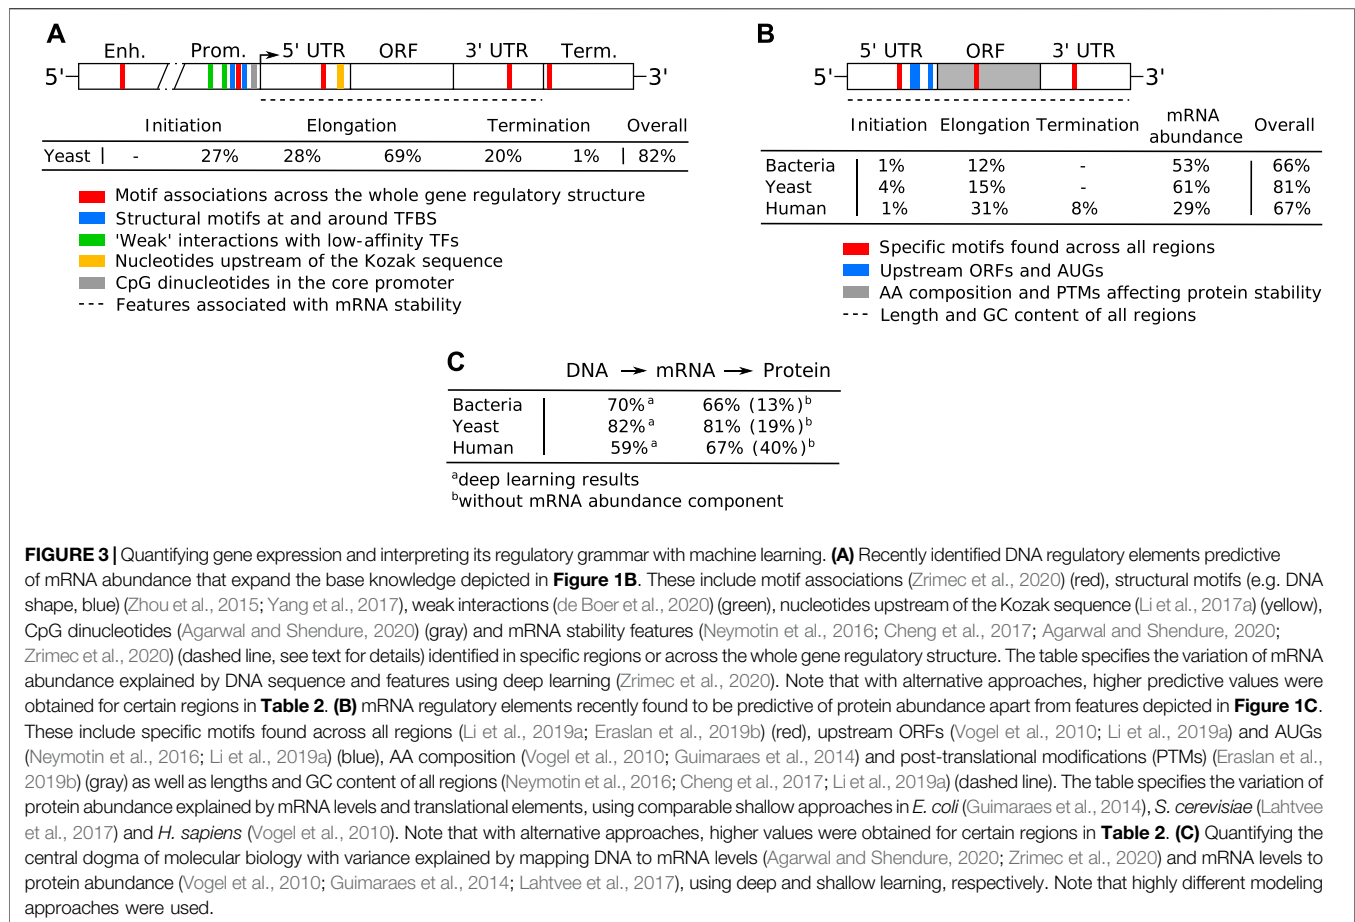 A
Enh. Prom. 5' UTR ORF 3' UTR Term.
5' 3'
Initiation Elongation Termination Overall
Yeast - 27% 28% 69% 20% 1% 82%
Motif associations across the whole gene regulatory structure
Structural motifs at and around TFBS
'Weak' interactions with low-affinity TFs
Nucleotides upstream of the Kozak sequence
CpG dinucleotides in the core promoter
Features associated with mRNA stability
B
5' UTR ORF 3' UTR
5' 3'
Initiation Elongation Termination mRNA abundance Overall
Bacteria 1% 12% - 53% 66%
Yeast 4% 15% - 61% 81%
Human 1% 31% 8% 29% 67%
Specific motifs found across all regions
Upstream ORFs and AUGs
AA composition and PTMs affecting protein stability
Length and GC content of all regions
C
DNA → mRNA → Protein
Bacteria 70%ᵃ 66% (13%)ᵇ
Yeast 82%ᵃ 81% (19%)ᵇ
Human 59%ᵃ 67% (40%)ᵇ
ᵃdeep learning results
ᵇwithout mRNA abundance component
FIGURE 3 | Quantifying gene expression and interpreting its regulatory grammar with machine learning. (A) Recently identified DNA regulatory elements predictive
of mRNA abundance that expand the base knowledge depicted in Figure 1B. These include motif associations (Zrimec et al., 2020) (red), structural motifs (e.g. DNA
shape, blue) (Zhou et al., 2015; Yang et al., 2017), weak interactions (de Boer et al., 2020) (green), nucleotides upstream of the Kozak sequence (Li et al., 2017a) (yellow),
CpG dinucleotides (Agarwal and Shendure, 2020) (gray) and mRNA stability features (Neymotin et al., 2016; Cheng et al., 2017; Agarwal and Shendure, 2020;
Zrimec et al., 2020) (dashed line, see text for details) identified in specific regions or across the whole gene regulatory structure. The table specifies the variation of mRNA
abundance explained by DNA sequence and features using deep learning (Zrimec et al., 2020). Note that with alternative approaches, higher predictive values were
obtained for certain regions in Table 2. (B) mRNA regulatory elements recently found to be predictive of protein abundance apart from features depicted in Figure 1C.
These include specific motifs found across all regions (Li et al., 2019a; Eraslan et al., 2019b) (red), upstream ORFs (Vogel et al., 2010; Li et al., 2019a) and AUGs
(Neymotin et al., 2016; Li et al., 2019a) (blue), AA composition (Vogel et al., 2010; Guimaraes et al., 2014) and post-translational modifications (PTMs) (Eraslan et al.,
2019b) (gray) as well as lengths and GC content of all regions (Neymotin et al., 2016; Cheng et al., 2017; Li et al., 2019a) (dashed line). The table specifies the variation of
protein abundance explained by mRNA levels and translational elements, using comparable shallow approaches in E. coli (Guimaraes et al., 2014), S. cerevisiae (Lahtvee
et al., 2017) and H. sapiens (Vogel et al., 2010). Note that with alternative approaches, higher values were obtained for certain regions in Table 2. (C) Quantifying the
central dogma of molecular biology with variance explained by mapping DNA to mRNA levels (Agarwal and Shendure, 2020; Zrimec et al., 2020) and mRNA levels to
protein abundance (Vogel et al., 2010; Guimaraes et al., 2014; Lahtvee et al., 2017), using deep and shallow learning, respectively. Note that highly different modeling
approaches were used.